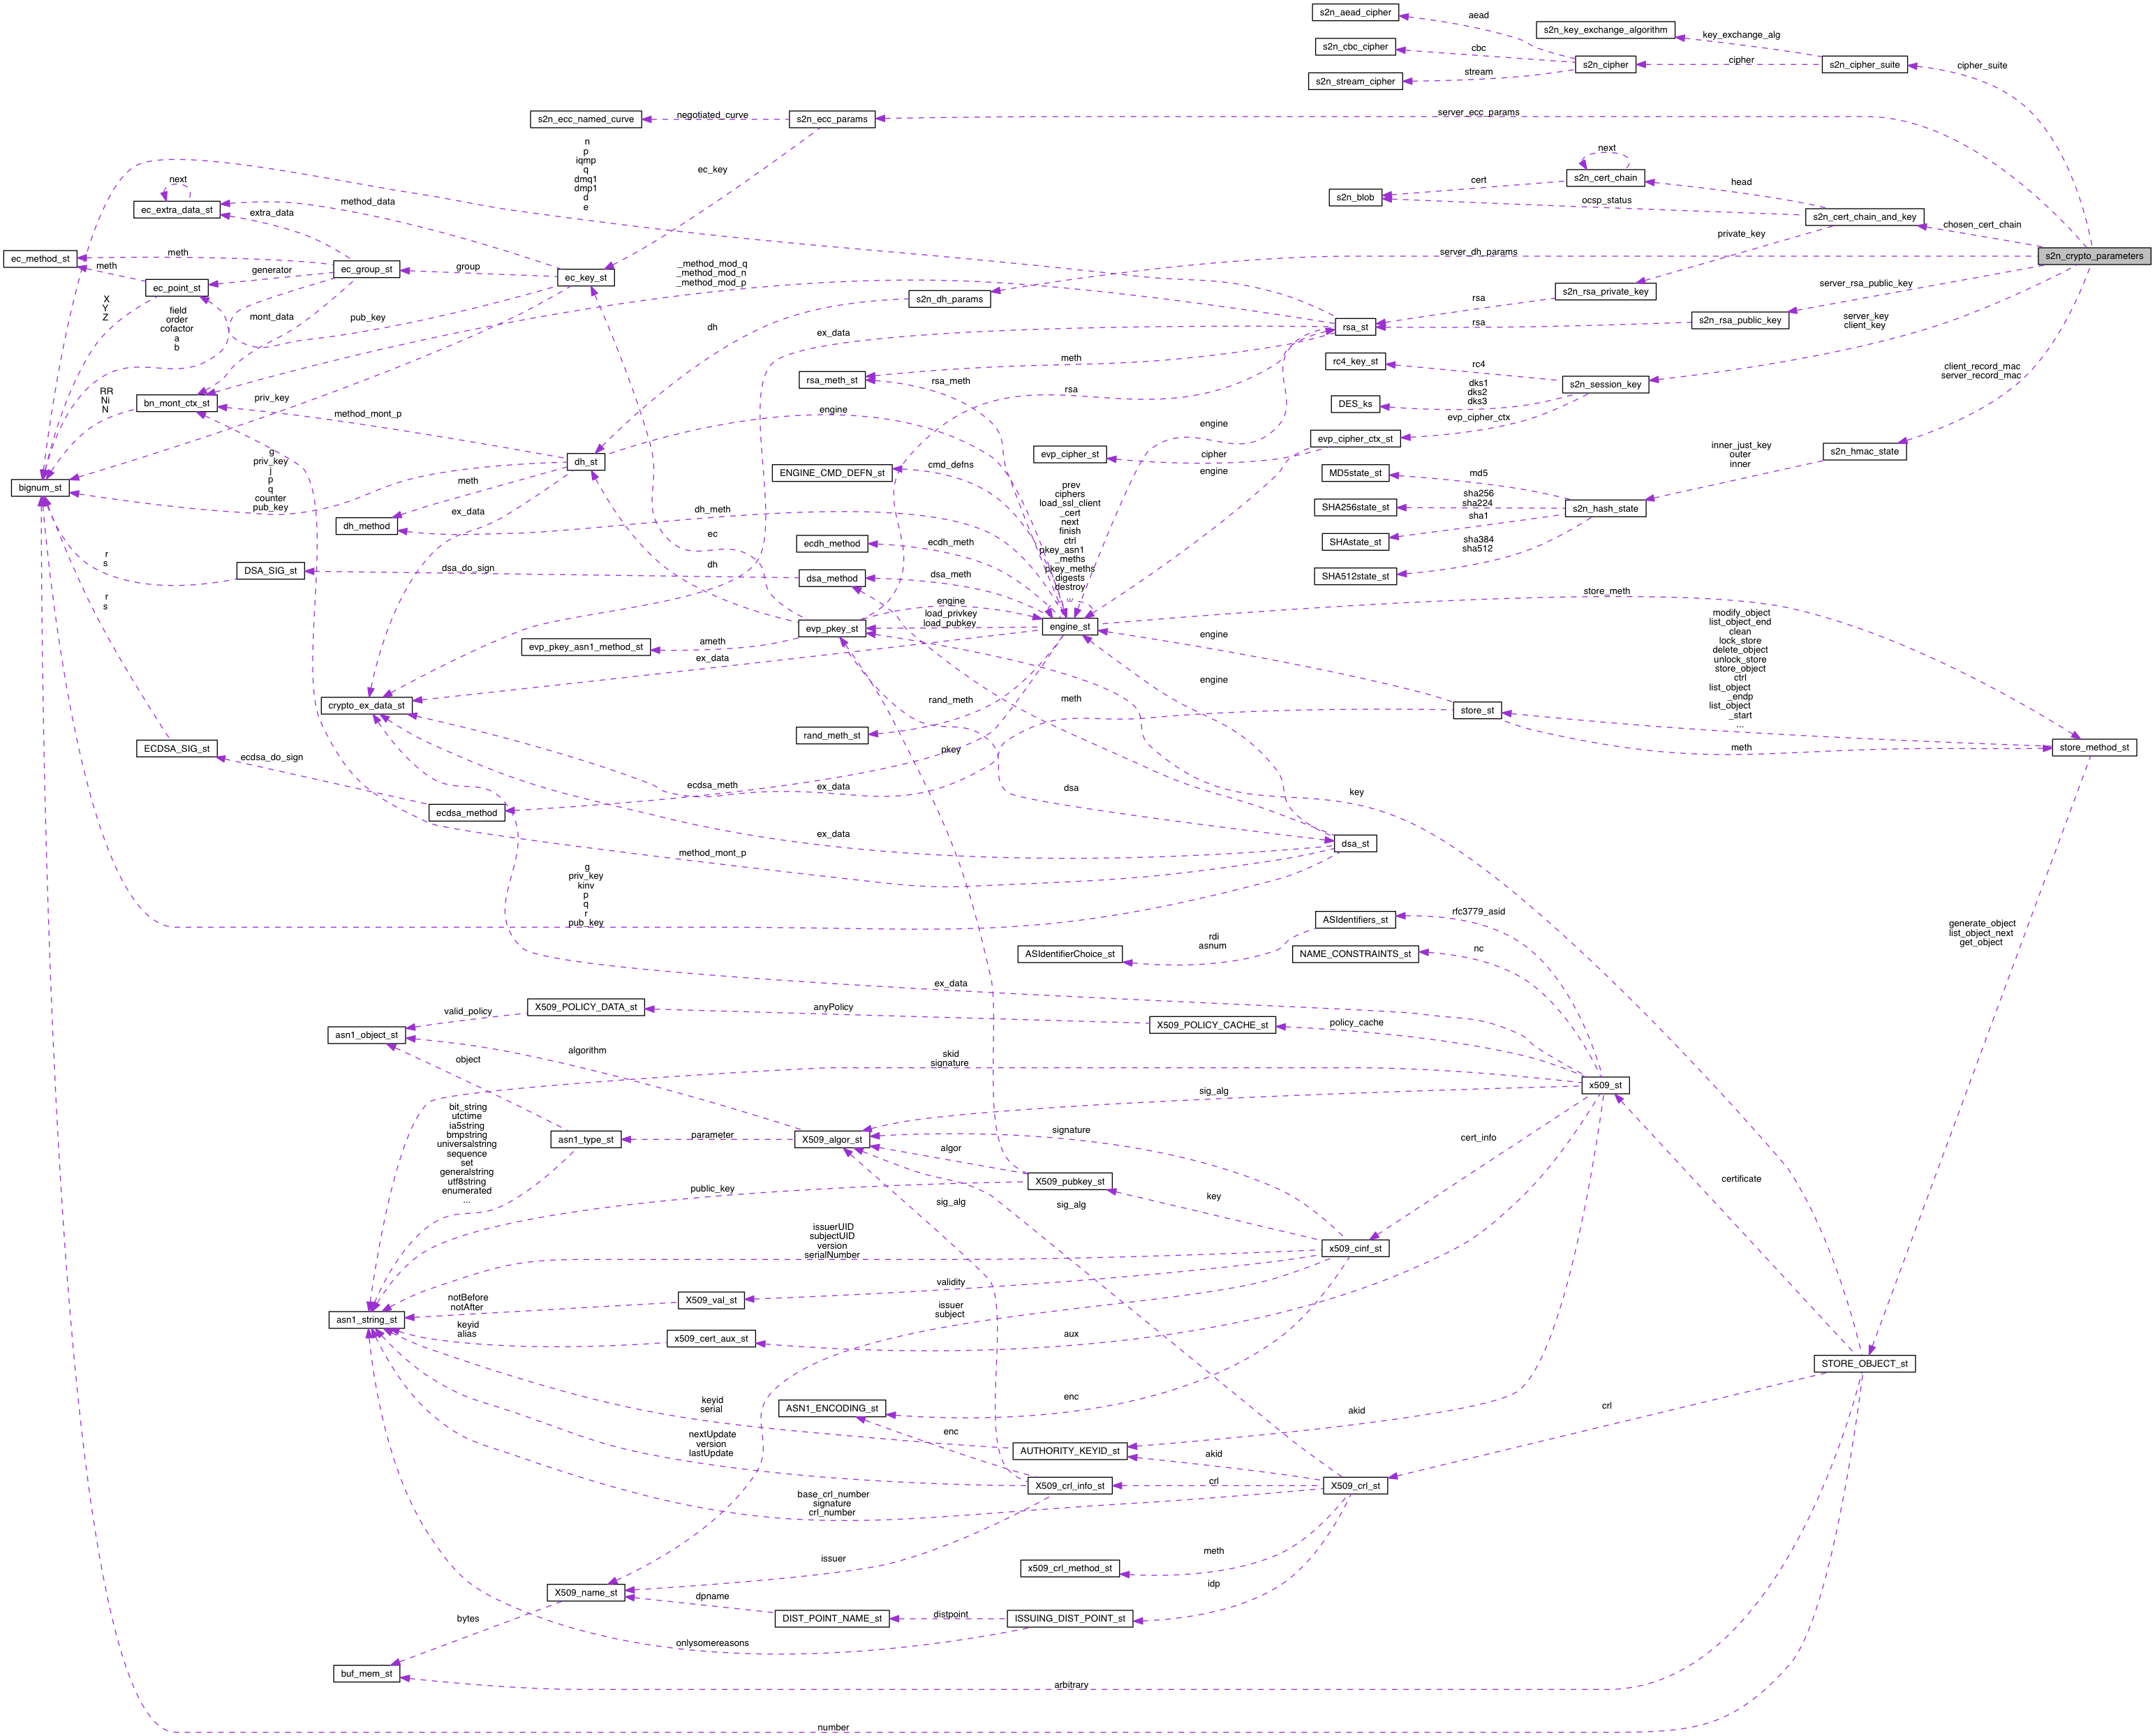 s2n_aead_cipher
aead
s2n_key_exchange_algorithm
key_exchange_alg
s2n_cbc_cipher
cbc
s2n_cipher
cipher
s2n_cipher_suite
cipher_suite
stream
s2n_stream_cipher
s2n_ecc_named_curve
negotiated_curve
s2n_ecc_params
server_ecc_params
n
p
iqmp
q
dmq1
dmp1
d
e
ec_key
next
s2n_cert_chain
next
ec_extra_data_st
method_data
extra_data
cert
head
s2n_blob
ocsp_status
s2n_cert_chain_and_key
chosen_cert_chain
private_key
ec_method_st
meth
meth
generator
ec_group_st
group
ec_key_st
_method_mod_q
_method_mod_n
_method_mod_p
server_dh_params
s2n_crypto_parameters
ec_point_st
s2n_dh_params
rsa
s2n_rsa_private_key
server_rsa_public_key
X
Y
Z
field
order
cofactor
a
b
mont_data
pub_key
dh
ex_data
rsa_st
rsa
s2n_rsa_public_key
server_key
client_key
meth
rc4_key_st
rc4
client_record_mac
server_record_mac
rsa_meth_st
rsa_meth
rsa
s2n_session_key
RR
Ni
N
bn_mont_ctx_st
priv_key
method_mont_p
engine
DES_ks
dks1
dks2
dks3
engine
evp_cipher_ctx
evp_cipher_ctx_st
inner_just_key
outer
inner
s2n_hmac_state
g
priv_key
j
p
q
counter
pub_key
dh_st
evp_cipher_st
cipher
bignum_st
meth
ENGINE_CMD_DEFN_st
cmd_defns
engine
MD5state_st
md5
prev
ciphers
load_ssl_client
_cert
next
finish
ctrl
pkey_asn1
_meths
pkey_meths
digests
destroy
...
SHA256state_st
sha256
sha224
s2n_hash_state
ex_data
dh_method
dh_meth
sha1
SHAstate_st
ec
ecdh_method
ecdh_meth
sha384
sha512
r
s
DSA_SIG_st
dsa_do_sign
dh
dsa_method
dsa_meth
SHA512state_st
r
s
engine
load_privkey
load_pubkey
store_meth
evp_pkey_st
engine_st
modify_object
list_object_end
clean
lock_store
delete_object
unlock_store
store_object
ctrl
list_object
_endp
list_object
_start
...
evp_pkey_asn1_method_st
ameth
ex_data
engine
engine
crypto_ex_data_st
rand_meth
meth
store_st
ECDSA_SIG_st
rand_meth_st
pkey
meth
store_method_st
ecdsa_do_sign
ecdsa_meth
ex_data
dsa
key
ecdsa_method
ex_data
dsa_st
method_mont_p
g
priv_key
kinv
p
q
r
pub_key
ASIdentifiers_st
rfc3779_asid
generate_object
list_object_next
get_object
rdi
asnum
ASIdentifierChoice_st
NAME_CONSTRAINTS_st
nc
ex_data
valid_policy
X509_POLICY_DATA_st
anyPolicy
X509_POLICY_CACHE_st
policy_cache
asn1_object_st
object
algorithm
skid
signature
x509_st
sig_alg
bit_string
utctime
ia5string
bmpstring
universalstring
sequence
set
generalstring
utf8string
enumerated
...
asn1_type_st
parameter
X509_algor_st
signature
cert_info
algor
public_key
X509_pubkey_st
certificate
sig_alg
key
sig_alg
issuerUID
subjectUID
version
serialNumber
x509_cinf_st
validity
notBefore
notAfter
X509_val_st
issuer
subject
asn1_string_st
keyid
alias
x509_cert_aux_st
aux
STORE_OBJECT_st
keyid
serial
ASN1_ENCODING_st
enc
akid
crl
enc
nextUpdate
version
lastUpdate
AUTHORITY_KEYID_st
akid
X509_crl_info_st
crl
X509_crl_st
base_crl_number
signature
crl_number
issuer
x509_crl_method_st
meth
idp
X509_name_st
dpname
bytes
DIST_POINT_NAME_st
distpoint
ISSUING_DIST_POINT_st
onlysomereasons
buf_mem_st
arbitrary
number